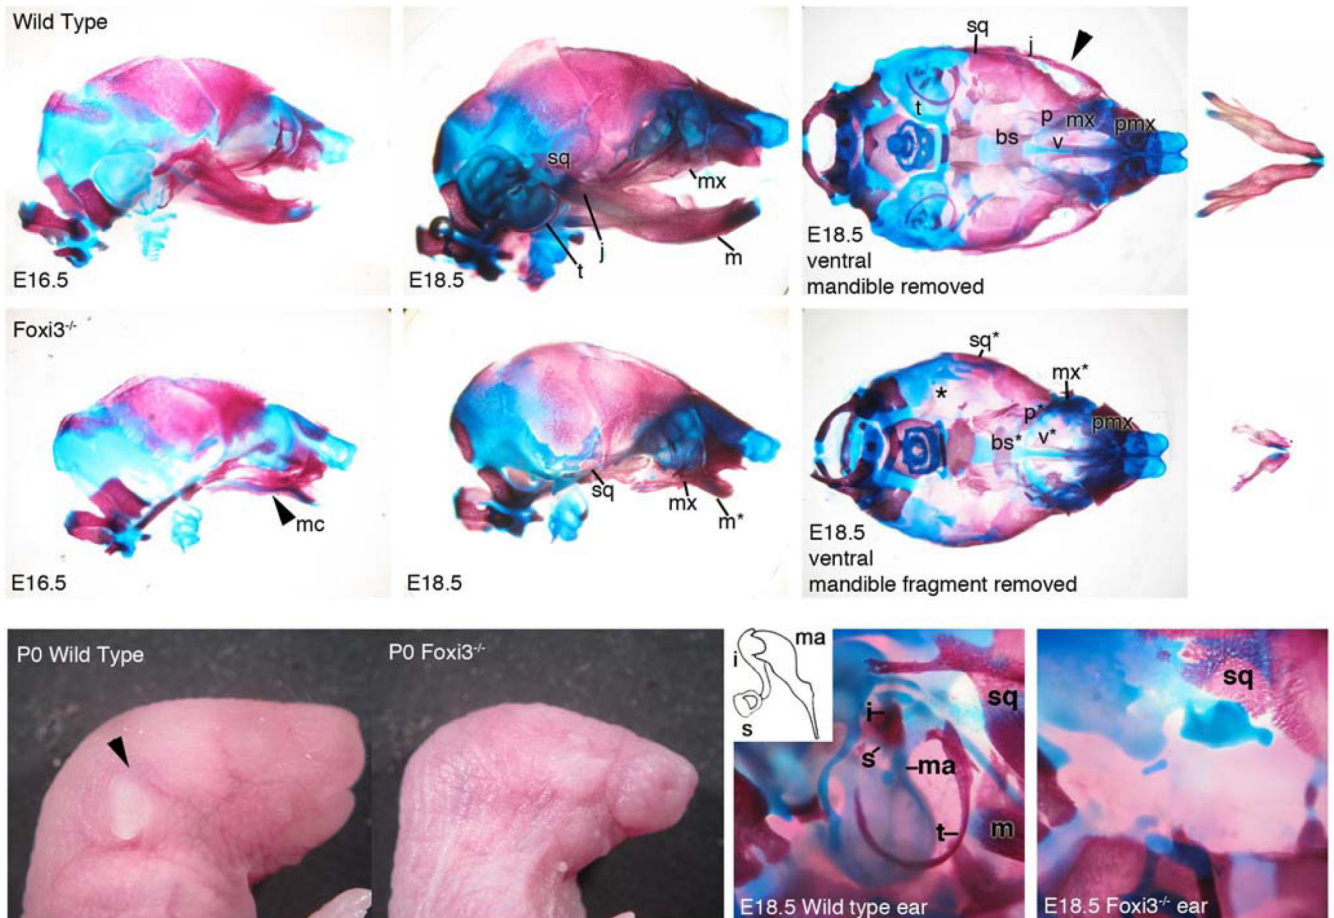 Wild Type
E16.5
sq
mx
j
t
m
E18.5
sq
j
t
p
mx
pmx
bs
v
E18.5
ventral
mandible removed
Foxi3-/-
mc
E16.5
sq
mx
m*
E18.5
sq*
mx*
*
p*
pmx
bs*
v*
E18.5
ventral
mandible fragment removed
P0 Wild Type
P0 Foxi3-/-
ma
i
s
sq
i
s
ma
t
m
E18.5 Wild type ear
sq
E18.5 Foxi3-/- ear